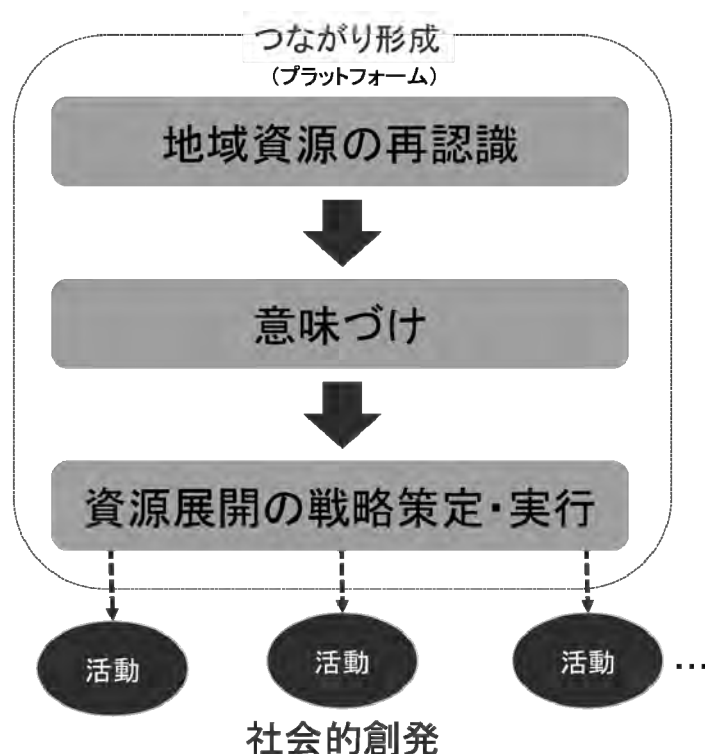 つながり形成
（プラットフォーム）
地域資源の再認識
意味づけ
資源展開の戦略策定・実行
活動
活動
活動
…
社会的創発